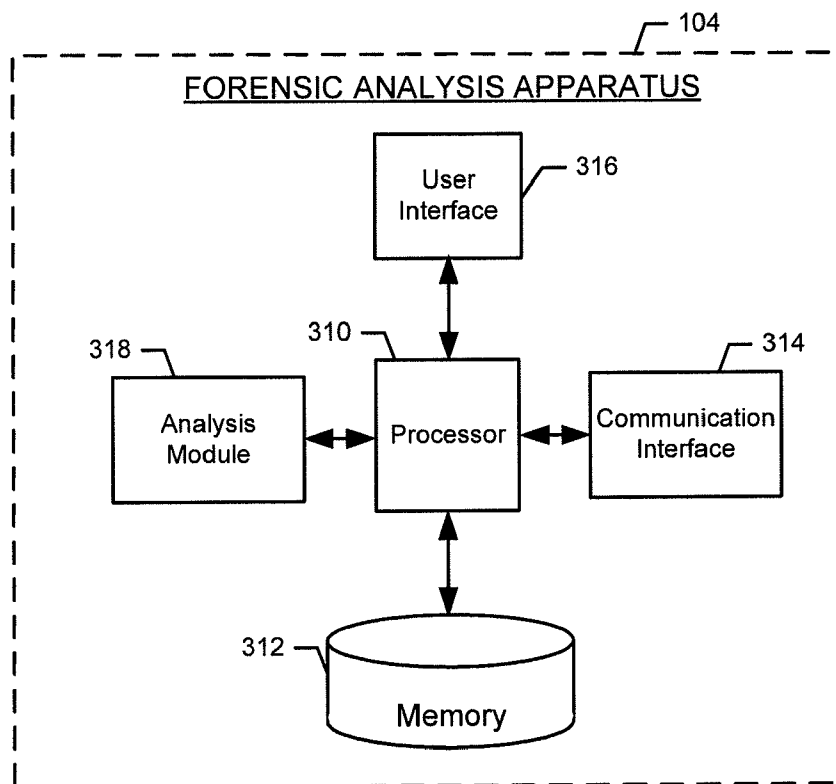 104
FORENSIC ANALYSIS APPARATUS
User
Interface
316
318
310
314
Analysis
Module
Processor
Communication
Interface
312
Memory